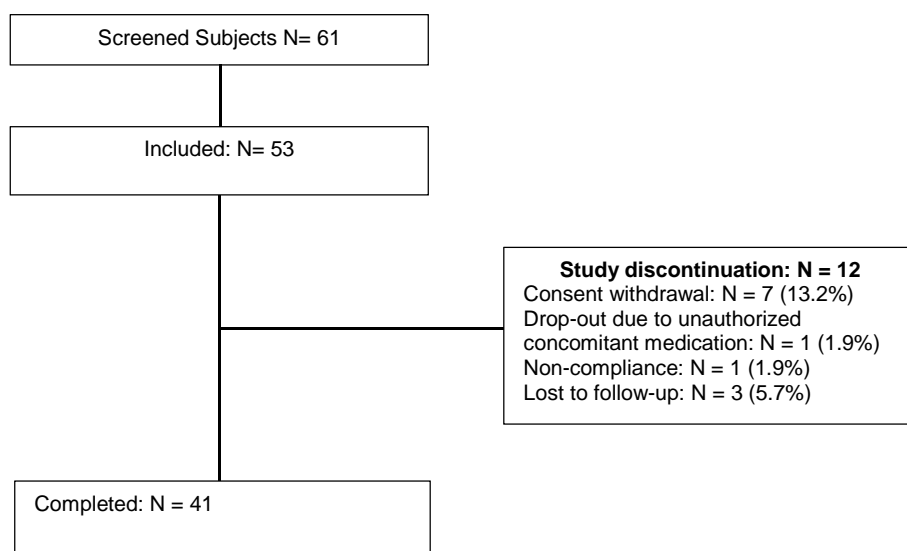 Screened Subjects N= 61
Included: N= 53
Study discontinuation: N = 12
Consent withdrawal: N = 7 (13.2%)
Drop-out due to unauthorized
concomitant medication: N = 1 (1.9%)
Non-compliance: N = 1 (1.9%)
Lost to follow-up: N = 3 (5.7%)
Completed: N = 41